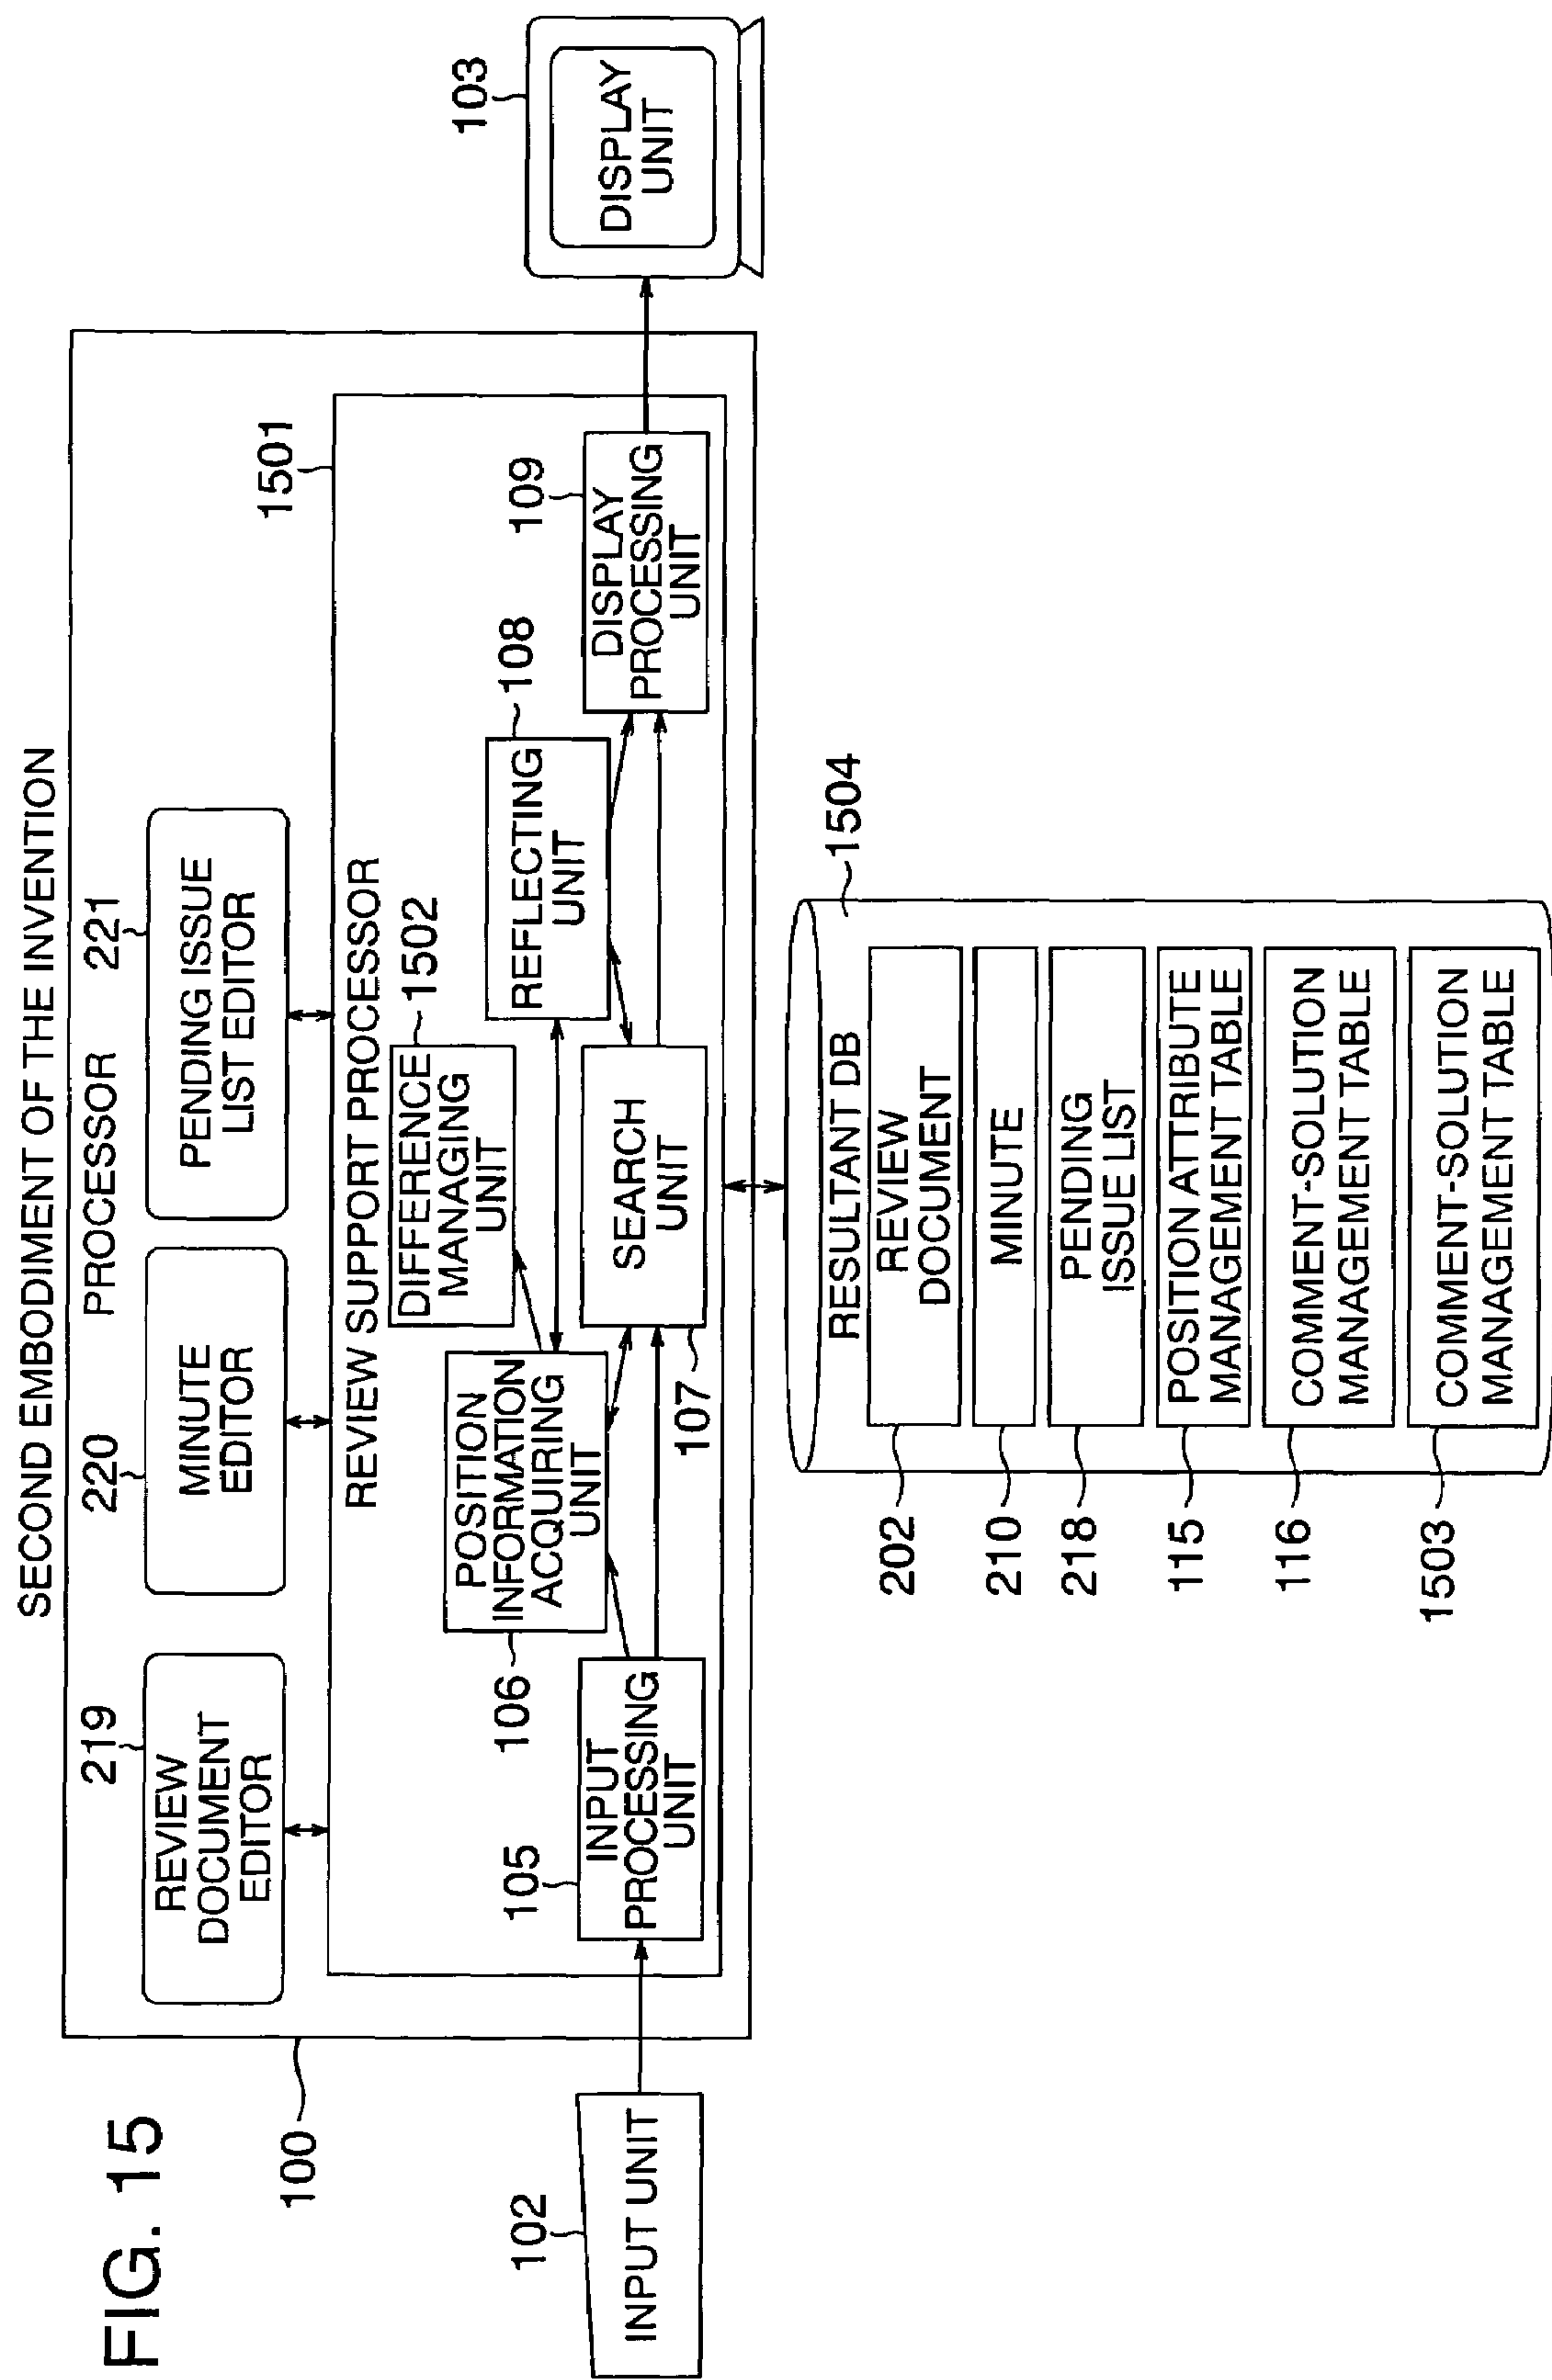 FIG. 15
SECOND EMBODIMENT OF THE INVENTION
100
PROCESSOR
219
REVIEW
DOCUMENT
EDITOR
220
MINUTE
EDITOR
221
PENDING ISSUE
LIST EDITOR
1501
REVIEW SUPPORT PROCESSOR
102
INPUT UNIT
105
INPUT
PROCESSING
UNIT
106
POSITION
INFORMATION
ACQUIRING
UNIT
DIFFERENCE
MANAGING
UNIT
1502
107
SEARCH
UNIT
REFLECTING
UNIT
108
109
DISPLAY
PROCESSING
UNIT
103
DISPLAY
UNIT
1504
RESULTANT DB
202
REVIEW
DOCUMENT
210
MINUTE
218
PENDING
ISSUE LIST
115
POSITION ATTRIBUTE
MANAGEMENT TABLE
116
COMMENT-SOLUTION
MANAGEMENT TABLE
1503
COMMENT-SOLUTION
MANAGEMENT TABLE